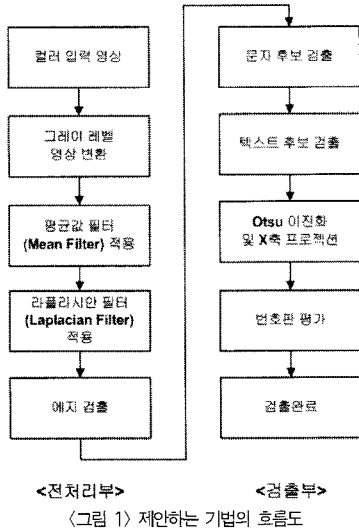 컬러 입력 영상
그레이 레벨
영상 변환
평균값 필터
(Mean Filter) 적용
라플라시안 필터
(Laplacian Filter)
적용
에지 검출
<전처리부>
문자 후보 검출
텍스트 후보 검출
Otsu 이진화
및 X축 프로젝션
번호판 평가
검출완료
<검출부>
〈그림 1〉 제안하는 기법의 흐름도